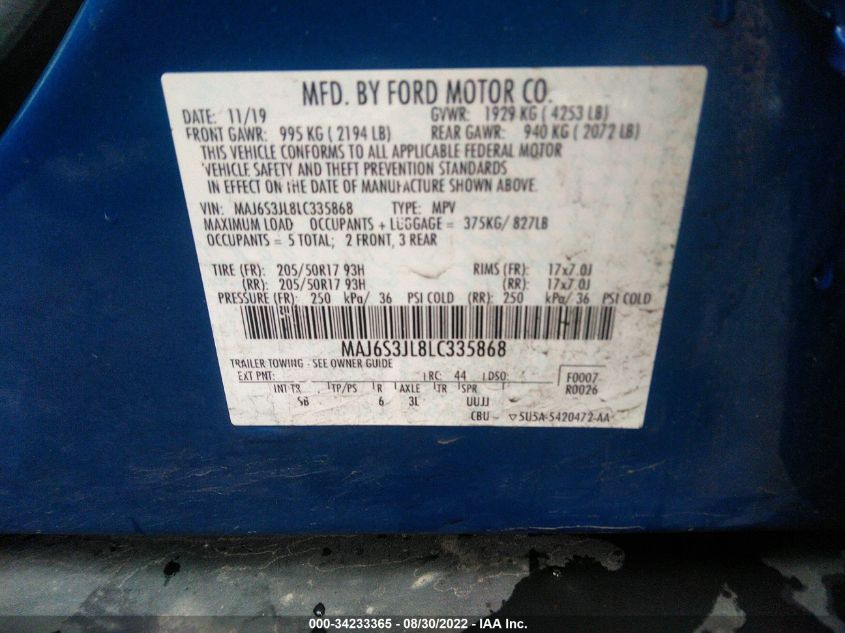 MFD. BY FORD MOTOR CO.
DATE: 11/19 GVWR: 1929 KG ( 4253 LB)
FRONT GAWR: 995 KG ( 2194 LB) REAR GAWR: 940 KG ( 2072 LB)
THIS VEHICLE CONFORMS TO ALL APPLICABLE FEDERAL MOTOR
VEHICLE SAFETY AND THEFT PREVENTION STANDARDS
IN EFFECT ON THE DATE OF MANUFACTURE SHOWN ABOVE.
VIN: MAJ6S3JL8LC335868 TYPE: MPV
MAXIMUM LOAD OCCUPANTS + LUGGAGE = 375KG/ 827LB
OCCUPANTS = 5 TOTAL; 2 FRONT, 3 REAR
TIRE (FR): 205/50R17 93H RIMS (FR): 17x7.0J
(RR): 205/50R17 93H (RR): 17x7.0J
PRESSURE (FR): 250 kPa/ 36 PSI COLD (RR): 250 kPa/ 36 PSI COLD
MAJ6S3JL8LC335868
TRAILER TOWING - SEE OWNER GUIDE
EXT PNT: RC: 44 DSO: F0007
R0026
INT TR TP/PS R AXLE TR SPR
SB 6 3L UUJJ
CBU - ▽5U5A-5420472-AA
000-34233365 - 08/30/2022 - IAA Inc.